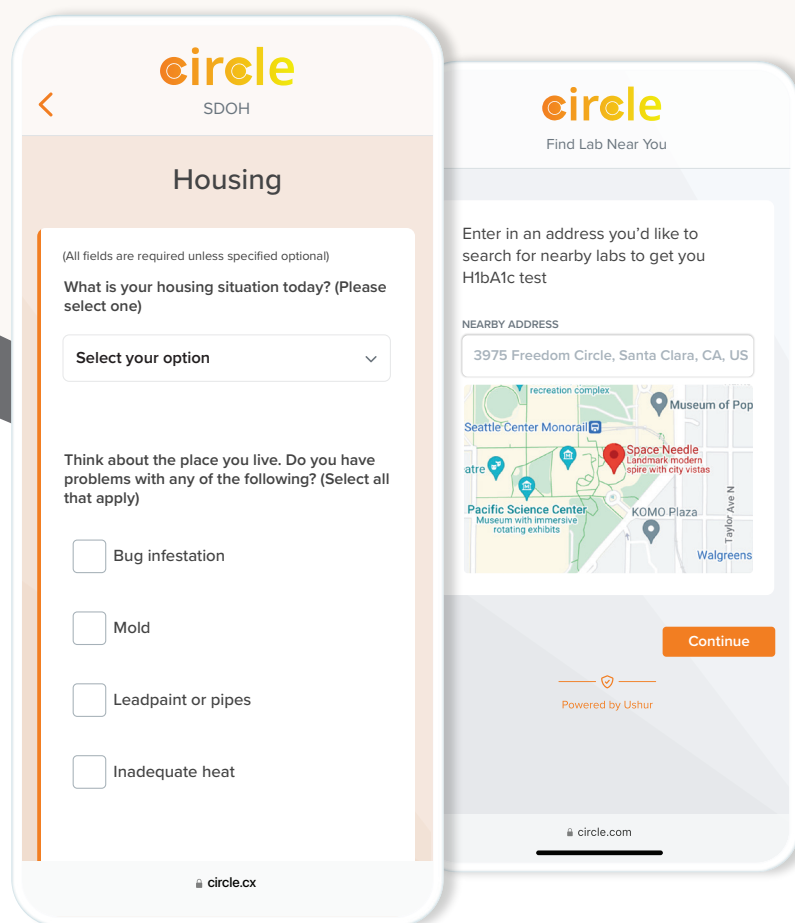 circle
SDOH
Housing
(All fields are required unless specified optional)
What is your housing situation today? (Please
select one)
Select your option
Think about the place you live. Do you have
problems with any of the following? (Select all
that apply)
Bug infestation
Mold
Leadpaint or pipes
Inadequate heat
circle.cx
circle
Find Lab Near You
Enter in an address you'd like to
search for nearby labs to get you
H1bA1c test
NEARBY ADDRESS
3975 Freedom Circle, Santa Clara, CA, US
recreation complex
Museum of Pop
Seattle Center Monorail
Space Needle
Landmark modern
spire with city vistas
atre
Pacific Science Center
Museum with immersive
rotating exhibits
KOMO Plaza
Taylor Ave N
Walgreens
Continue
Powered by Ushur
circle.com